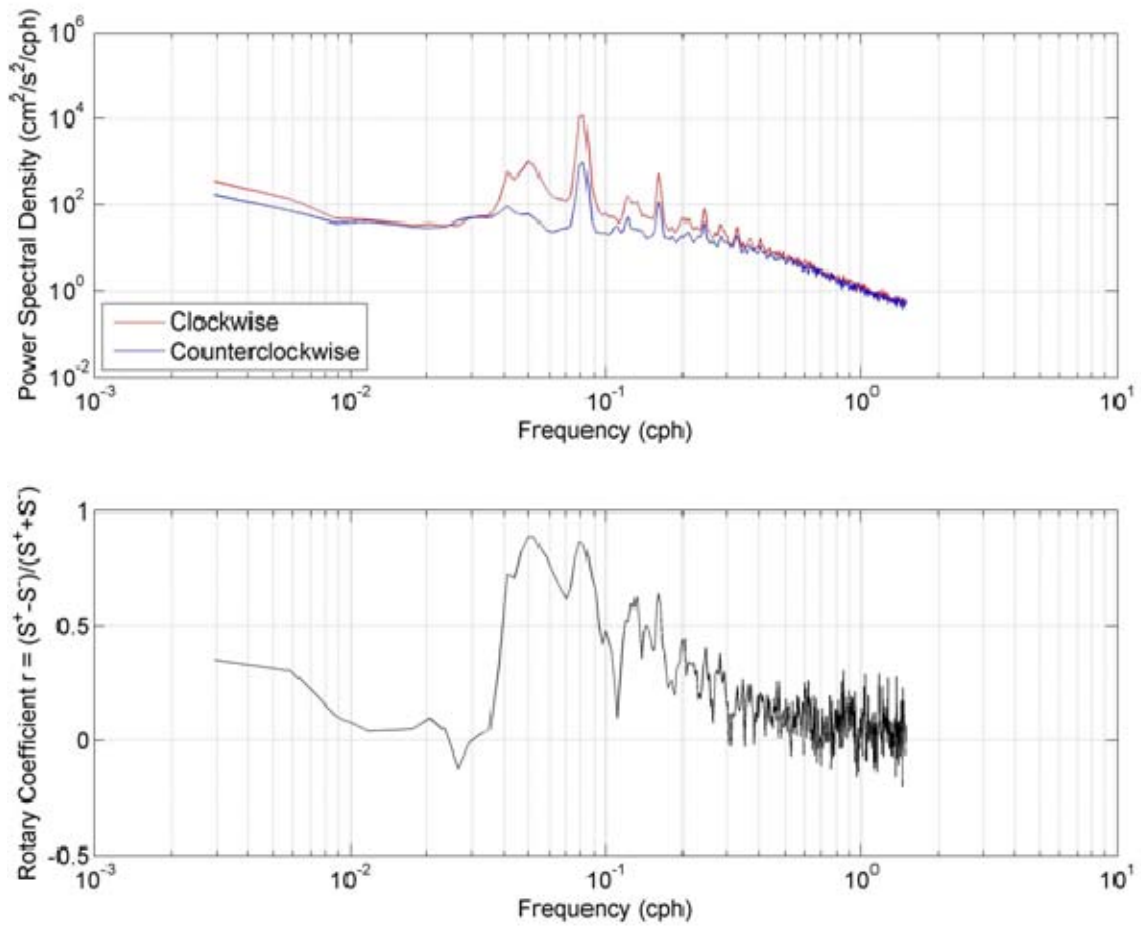 10^6
10^4
10^2
10^0
10^-2
Power Spectral Density (cm^2/s^2/cph)
Clockwise
Counterclockwise
10^-3 10^-2 10^-1 10^0 10^1
Frequency (cph)
1
0.5
0
-0.5
Rotary Coefficient r = (S^+-S^-)/(S^++S^-)
10^-3 10^-2 10^-1 10^0 10^1
Frequency (cph)